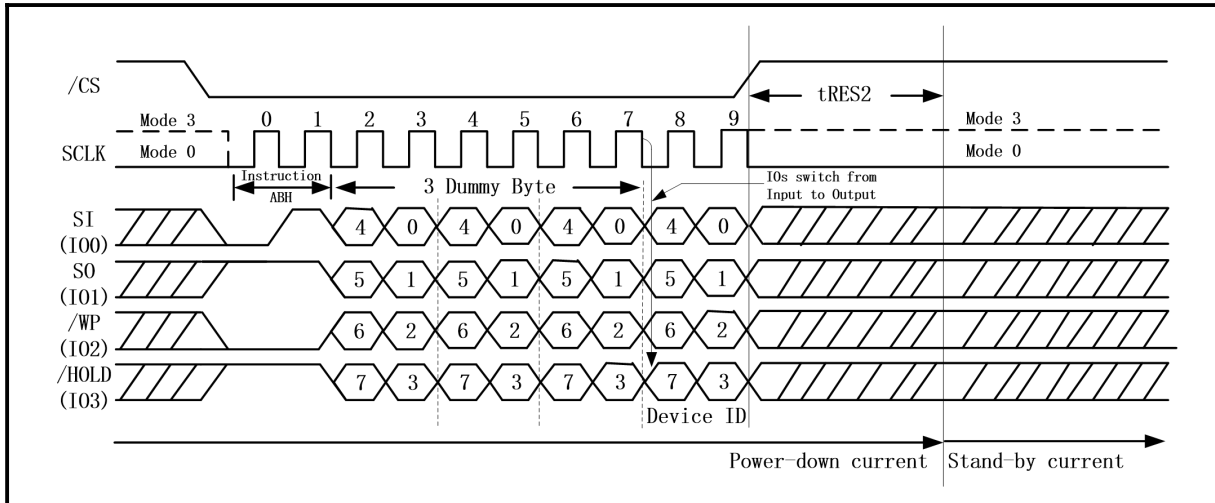 /CS
tRES2
0 1 2 3 4 5 6 7 8 9
Mode 3
Mode 3
SCLK
Mode 0
Mode 0
Instruction
ABH
3 Dummy Byte
IOs switch from
Input to Output
SI
(IO0)
4 0 4 0 4 0 4 0
SO
(IO1)
5 1 5 1 5 1 5 1
/WP
(IO2)
6 2 6 2 6 2 6 2
/HOLD
(IO3)
7 3 7 3 7 3 7 3
Device ID
Power-down current
Stand-by current